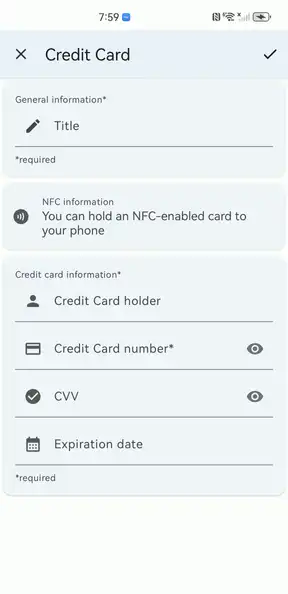 7:59
Credit Card
General information*
Title
*required
NFC information
You can hold an NFC-enabled card to
your phone
Credit card information*
Credit Card holder
Credit Card number*
CVV
Expiration date
*required